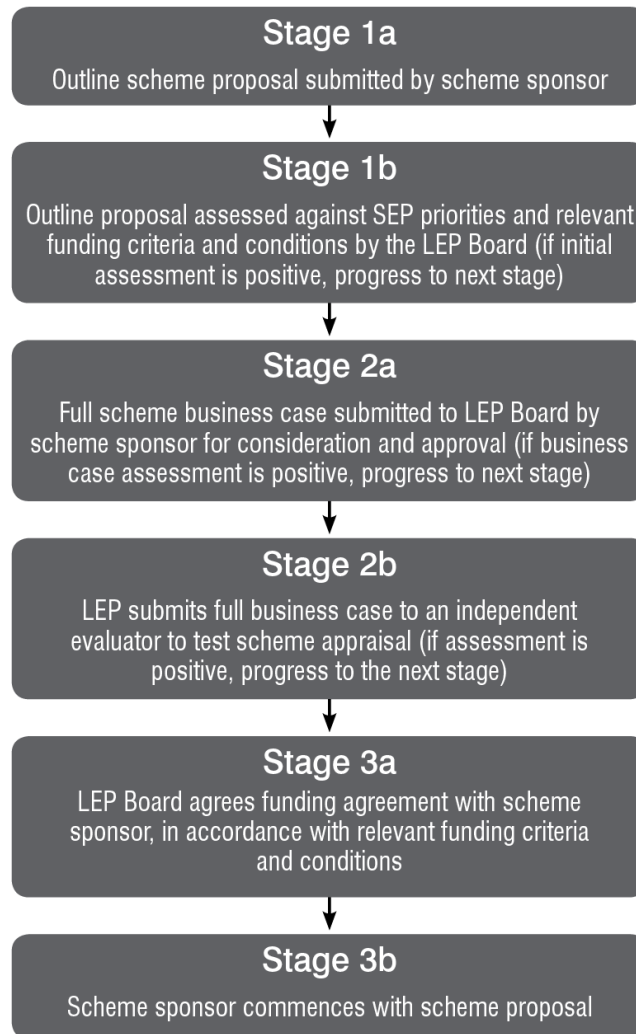 Stage 1a
Outline scheme proposal submitted by scheme sponsor
Stage 1b
Outline proposal assessed against SEP priorities and relevant
funding criteria and conditions by the LEP Board (if initial
assessment is positive, progress to next stage)
Stage 2a
Full scheme business case submitted to LEP Board by
scheme sponsor for consideration and approval (if business
case assessment is positive, progress to next stage)
Stage 2b
LEP submits full business case to an independent
evaluator to test scheme appraisal (if assessment is
positive, progress to the next stage)
Stage 3a
LEP Board agrees funding agreement with scheme
sponsor, in accordance with relevant funding criteria
and conditions
Stage 3b
Scheme sponsor commences with scheme proposal